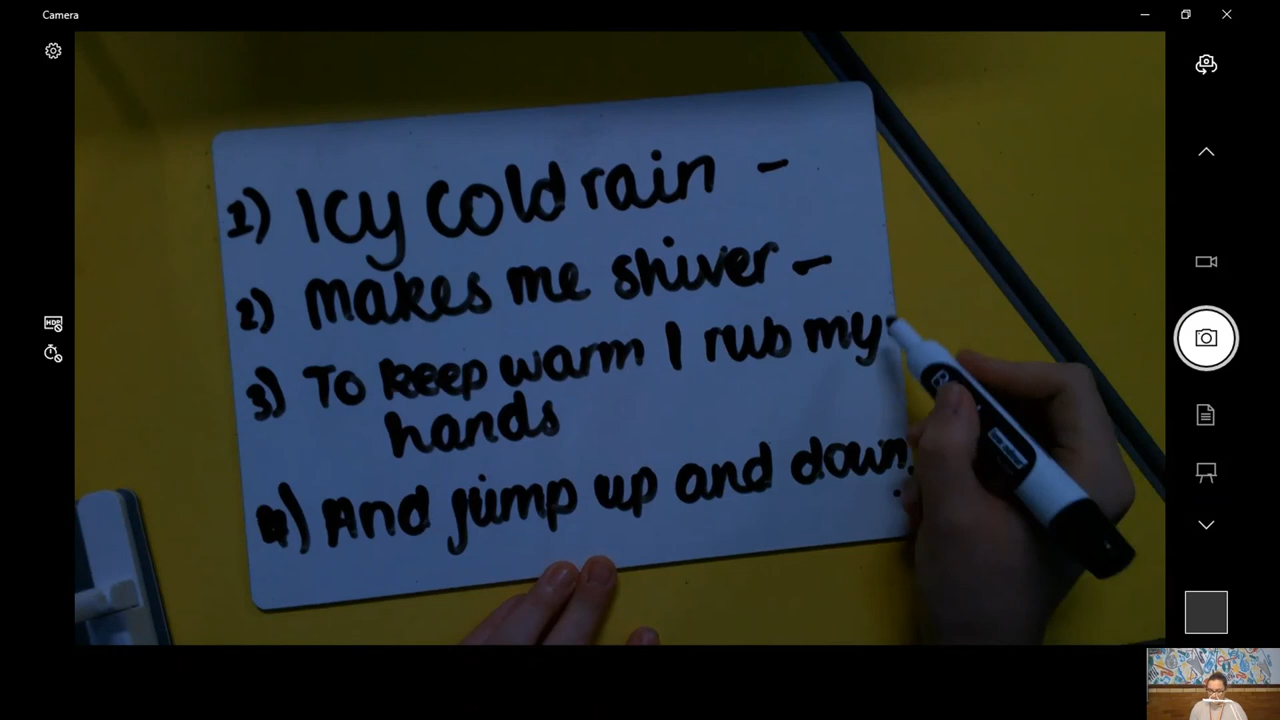 Camera
1) Icy cold rain -
2) makes me shiver -
3) To keep warm I rub my
hands
4) And jump up and down.